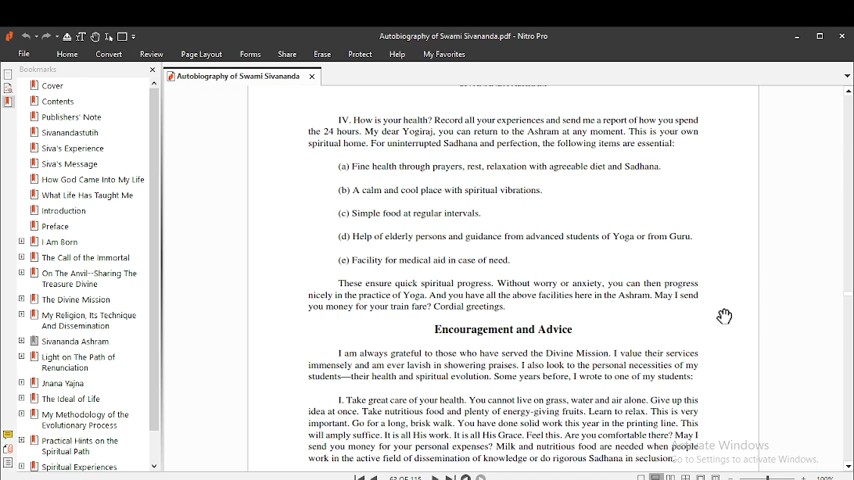 Autobiography of Swami Sivananda.pdf - Nitro Pro
File Home Convert Review Page Layout Forms Share Erase Protect Help My Favorites
Bookmarks
Autobiography of Swami Sivananda
Cover
Contents
Publishers' Note
Sivanandastutih
Siva's Experience
Siva's Message
How God Came Into My Life
What Life Has Taught Me
Introduction
Preface
I Am Born
The Call of the Immortal
On The Anvil--Sharing The
Treasure Divine
The Divine Mission
My Religion, Its Technique
And Dissemination
Sivananda Ashram
Light on The Path of
Renunciation
Jnana Yajna
The Ideal of Life
My Methodology of the
Evolutionary Process
Practical Hints on the
Spiritual Path
Spiritual Experiences
IV. How is your health? Record all your experiences and send me a report of how you spend
the 24 hours. My dear Yogiraj, you can return to the Ashram at any moment. This is your own
spiritual home. For uninterrupted Sadhana and perfection, the following items are essential:
(a) Fine health through prayers, rest, relaxation with agreeable diet and Sadhana.
(b) A calm and cool place with spiritual vibrations.
(c) Simple food at regular intervals.
(d) Help of elderly persons and guidance from advanced students of Yoga or from Guru.
(e) Facility for medical aid in case of need.
These ensure quick spiritual progress. Without worry or anxiety, you can then progress
nicely in the practice of Yoga. And you have all the above facilities here in the Ashram. May I send
you money for your train fare? Cordial greetings.
Encouragement and Advice
I am always grateful to those who have served the Divine Mission. I value their services
immensely and am ever lavish in showering praises. I also look to the personal necessities of my
students—their health and spiritual evolution. Some years before, I wrote to one of my students:
I. Take great care of your health. You cannot live on grass, water and air alone. Give up this
idea at once. Take nutritious food and plenty of energy-giving fruits. Learn to relax. This is very
important. Go for a long, brisk walk. You have done solid work this year in the printing line. This
will amply suffice. It is all His work. It is all His Grace. Feel this. Are you comfortable there? May I
send you money for your personal expenses? Milk and nutritious food are needed when people
work in the active field of dissemination of knowledge or do rigorous Sadhana in seclusion.
Activate Windows
Go to Settings to activate Windows.
63 OF 115
100%